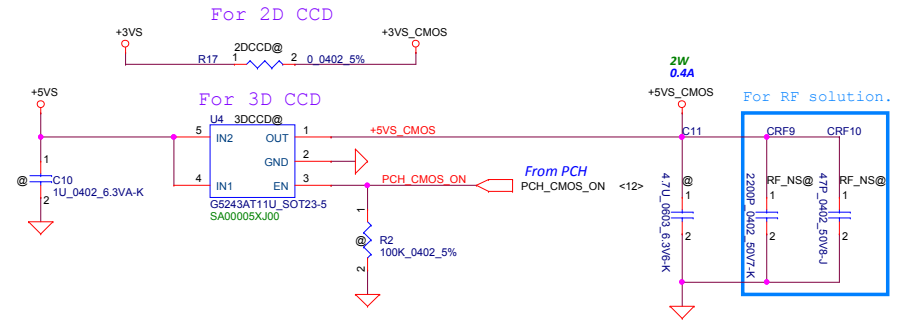 For 2D CCD
+3VS
+3VS_CMOS
2DCCD@
R17 1 2 0_0402_5%
2W
0.4A
+5VS
For 3D CCD
+5VS_CMOS
For RF solution.
U4 3DCCD@
5 IN2 OUT 1 +5VS_CMOS
C11 CRF9 CRF10
GND 2
From PCH
4 IN1 EN 3 PCH_CMOS_ON
PCH_CMOS_ON <12>
1
@ C10
1U_0402_6.3VA-K
2
G5243AT11U_SOT23-5
SA00005XJ00
@ RF_NS@ RF_NS@
1 1 1
4.7U_0603_6.3V6-K
2200P_0402_50V7-K
47P_0402_50V8-J
2 2 2
1
@ R2
100K_0402_5%
2